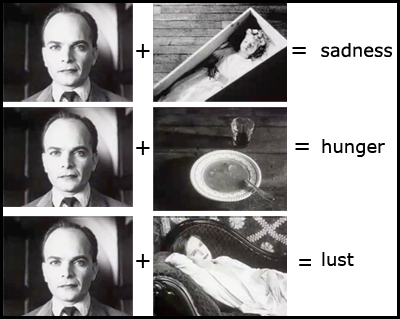 + = sadness
+ = hunger
+ = lust